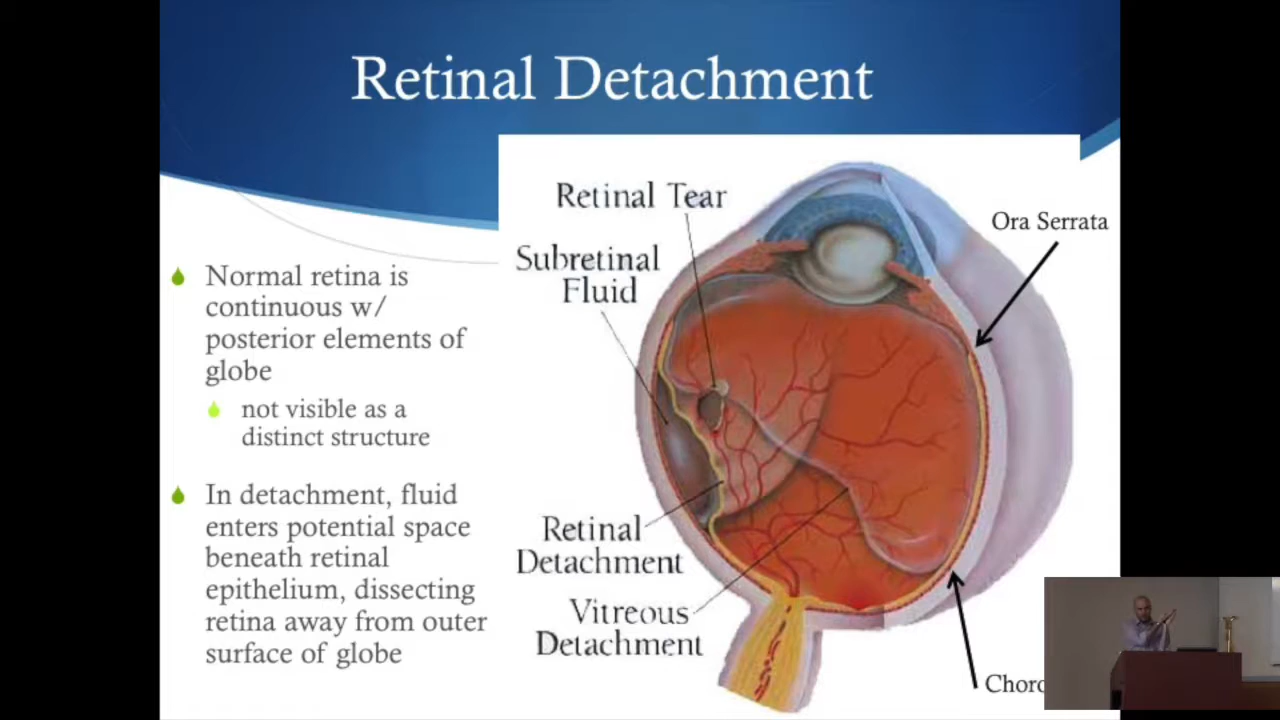 Retinal Detachment
Normal retina is
continuous w/
posterior elements of
globe
not visible as a
distinct structure
In detachment, fluid
enters potential space
beneath retinal
epithelium, dissecting
retina away from outer
surface of globe
Retinal Tear
Subretinal
Fluid
Ora Serrata
Retinal
Detachment
Vitreous
Detachment